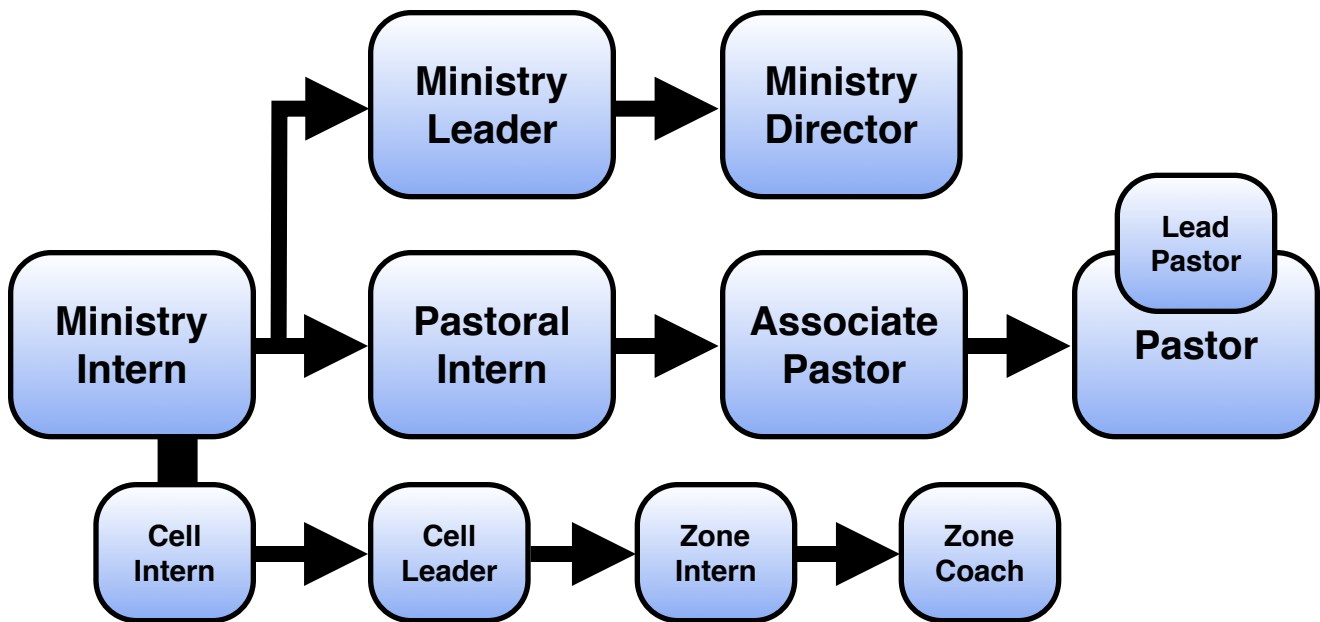 Ministry
Leader
Ministry
Director
Lead
Pastor
Ministry
Intern
Pastoral
Intern
Associate
Pastor
Pastor
Cell
Intern
Cell
Leader
Zone
Intern
Zone
Coach